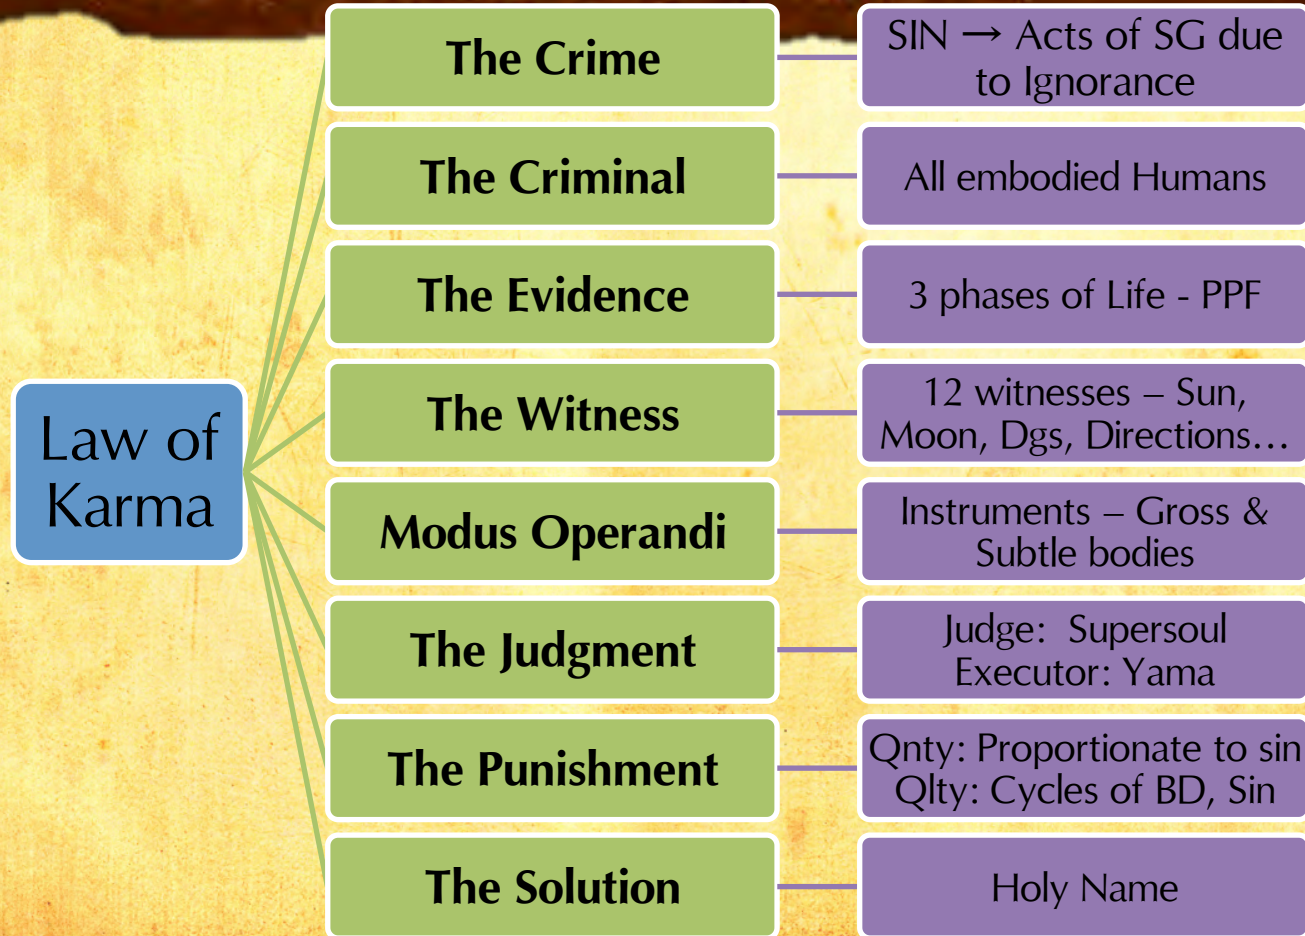 Law of
Karma
The Crime
SIN → Acts of SG due
to Ignorance
The Criminal
All embodied Humans
The Evidence
3 phases of Life - PPF
The Witness
12 witnesses – Sun,
Moon, Dgs, Directions…
Modus Operandi
Instruments – Gross &
Subtle bodies
The Judgment
Judge: Supersoul
Executor: Yama
The Punishment
Qnty: Proportionate to sin
Qlty: Cycles of BD, Sin
The Solution
Holy Name